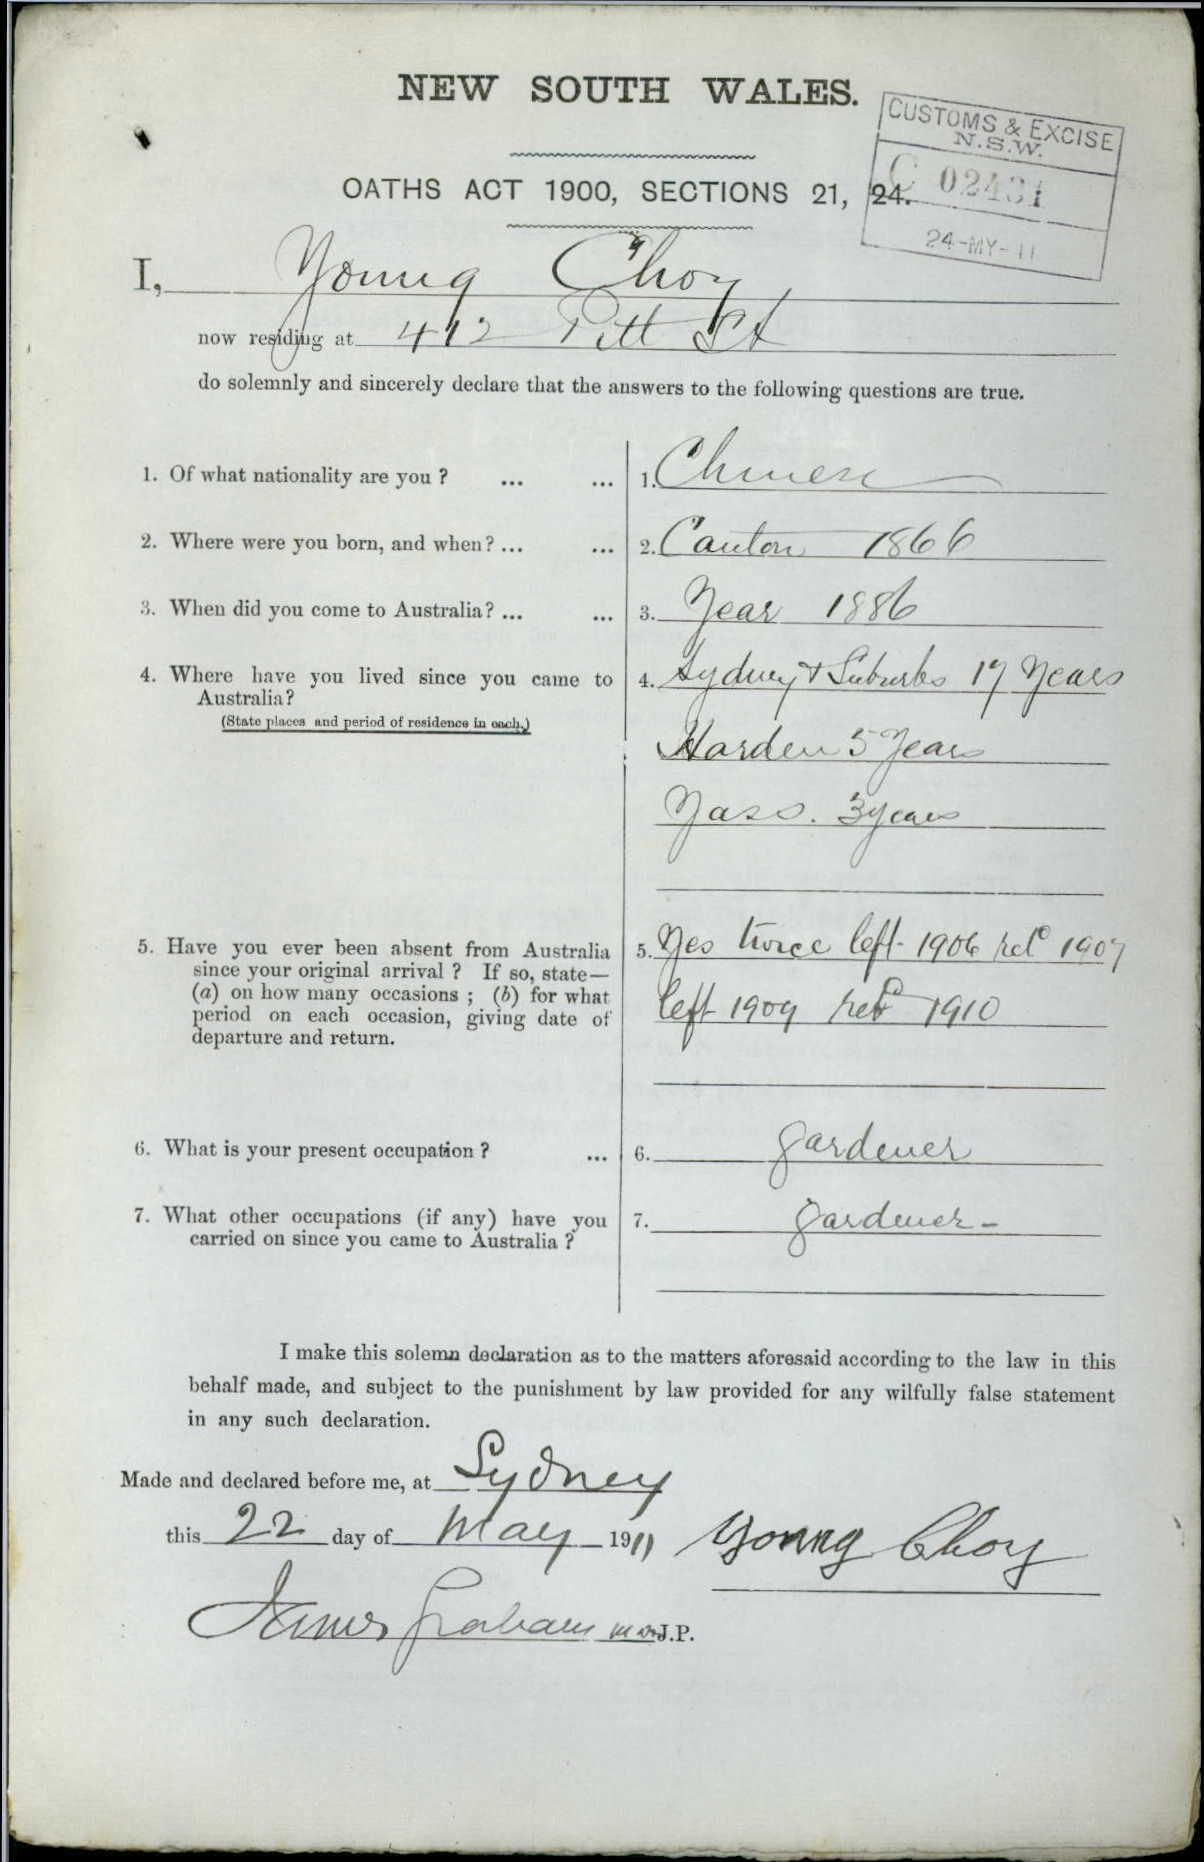 NEW SOUTH WALES.
CUSTOMS & EXCISE
N.S.W.
C 02431
24-MY-11
OATHS ACT 1900, SECTIONS 21, 24.
I, Young Choy
now residing at 412 Pitt St
do solemnly and sincerely declare that the answers to the following questions are true.
1. Of what nationality are you ? ... ... 1. Chinese
2. Where were you born, and when? ... ... 2. Canton 1866
3. When did you come to Australia? ... ... 3. Year 1886
4. Where have you lived since you came to 4. Sydney & Suburbs 17 Years
Australia?
(State places and period of residence in each.)
Harden 5 Years
Yass. 3 years
5. Have you ever been absent from Australia 5. Yes twice left 1906 retd 1907
since your original arrival ? If so, state—
(a) on how many occasions ; (b) for what left 1909 retd 1910
period on each occasion, giving date of
departure and return.
6. What is your present occupation ? ... 6. gardener
7. What other occupations (if any) have you 7. gardener -
carried on since you came to Australia ?
I make this solemn declaration as to the matters aforesaid according to the law in this
behalf made, and subject to the punishment by law provided for any wilfully false statement
in any such declaration.
Made and declared before me, at Sydney
this 22 day of May 1911 Young Choy
James Graham J.P.